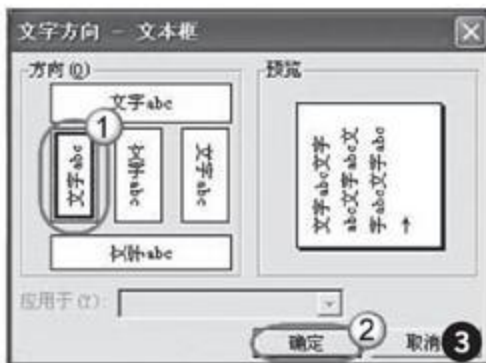 文字方向 - 文本框
方向(O)
预览
文字abc
①
文字abc
文字abc
文字abc
文字abc
文字abc文字
abc文字abc文
字abc文字abc
应用于(T):
确定
②
取消
❸